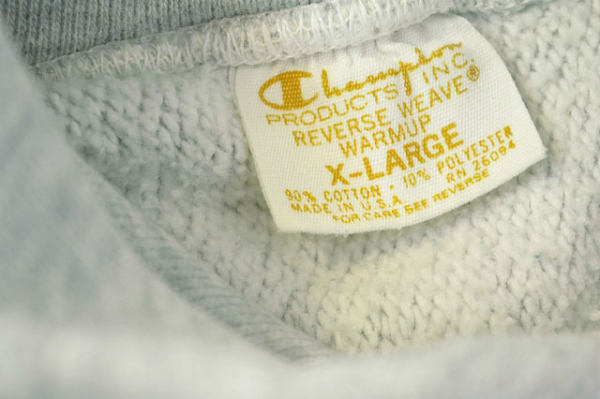 Champion
PRODUCTS INC.
REVERSE WEAVE®
WARMUP
X-LARGE
90% COTTON . 10% POLYESTER
MADE IN U.S.A. RN 26094
FOR CARE SEE REVERSE